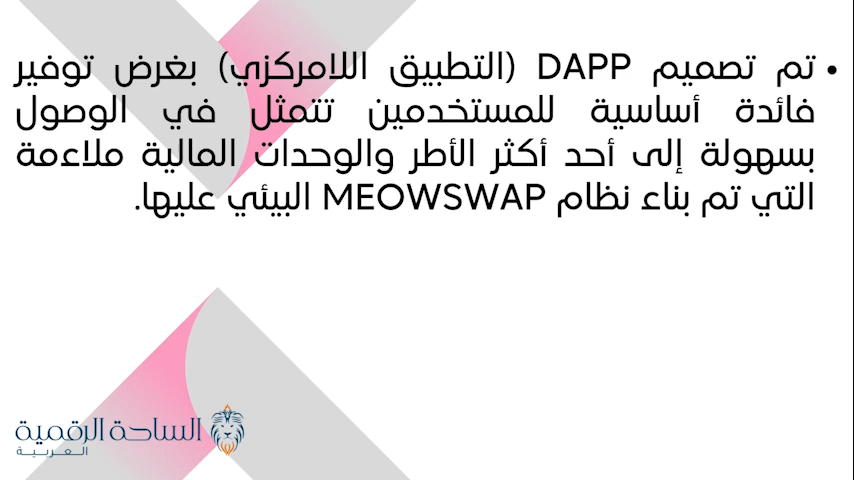 • تم تصميم DAPP (التطبيق اللامركزي) بغرض توفير
فائدة أساسية للمستخدمين تتمثل في الوصول
بسهولة إلى أحد أكثر الأطر والوحدات المالية ملاءمة
التي تم بناء نظام MEOWSWAP البيئي عليها.
الساحة الرقمية
العربية